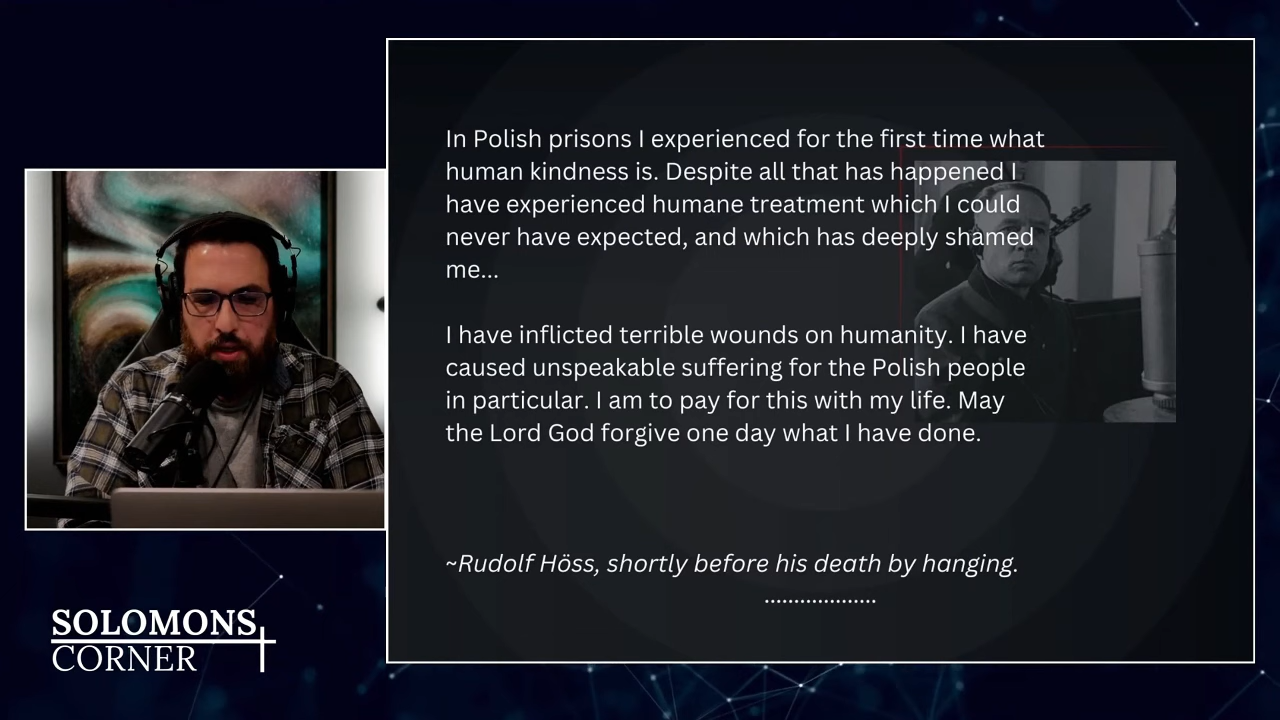 In Polish prisons I experienced for the first time what
human kindness is. Despite all that has happened I
have experienced humane treatment which I could
never have expected, and which has deeply shamed
me...
I have inflicted terrible wounds on humanity. I have
caused unspeakable suffering for the Polish people
in particular. I am to pay for this with my life. May
the Lord God forgive one day what I have done.
~Rudolf Höss, shortly before his death by hanging.
...................
SOLOMONS
CORNER